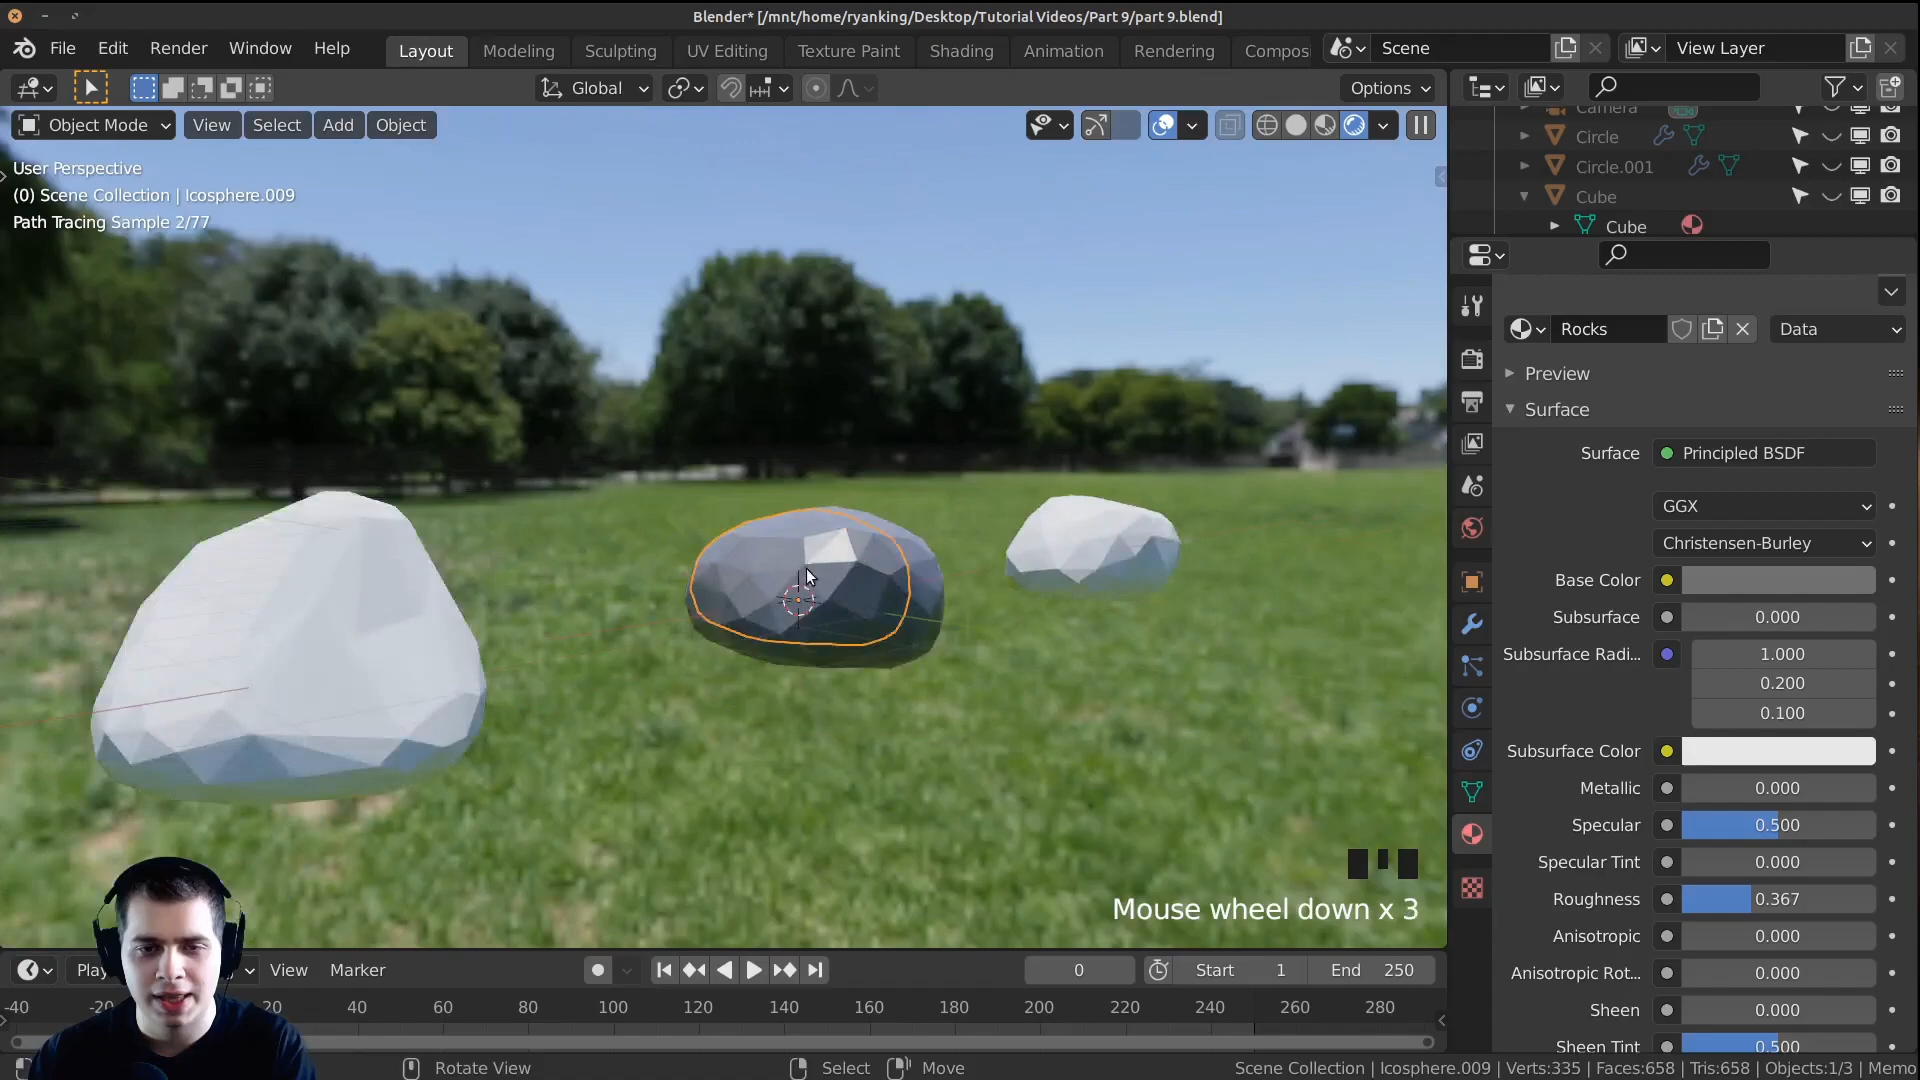 Blender* [/mnt/home/ryanking/Desktop/Tutorial Videos/Part 9/part 9.blend]
File Edit Render Window Help Layout Modeling Sculpting UV Editing Texture Paint Shading Animation Rendering Compos Scene View Layer
Global Options
Object Mode View Select Add Object
User Perspective
(0) Scene Collection | Icosphere.009
Path Tracing Sample 2/77
Camera
Circle
Circle.001
Cube
Cube
Rocks Data
Preview
Surface
Surface Principled BSDF
GGX
Christensen-Burley
Base Color
Subsurface 0.000
Subsurface Radi... 1.000
0.200
0.100
Subsurface Color
Metallic 0.000
Specular 0.500
Specular Tint 0.000
Roughness 0.367
Anisotropic 0.000
Anisotropic Rot... 0.000
Sheen 0.000
Sheen Tint 0.500
Mouse wheel down x 3
Play View Marker 0 Start 1 End 250
-40 -20 20 40 60 80 100 120 140 160 180 200 220 240 260 280
Rotate View Select Move Scene Collection | Icosphere.009 | Verts:335 | Faces:658 | Tris:658 | Objects:1/3 | Memo